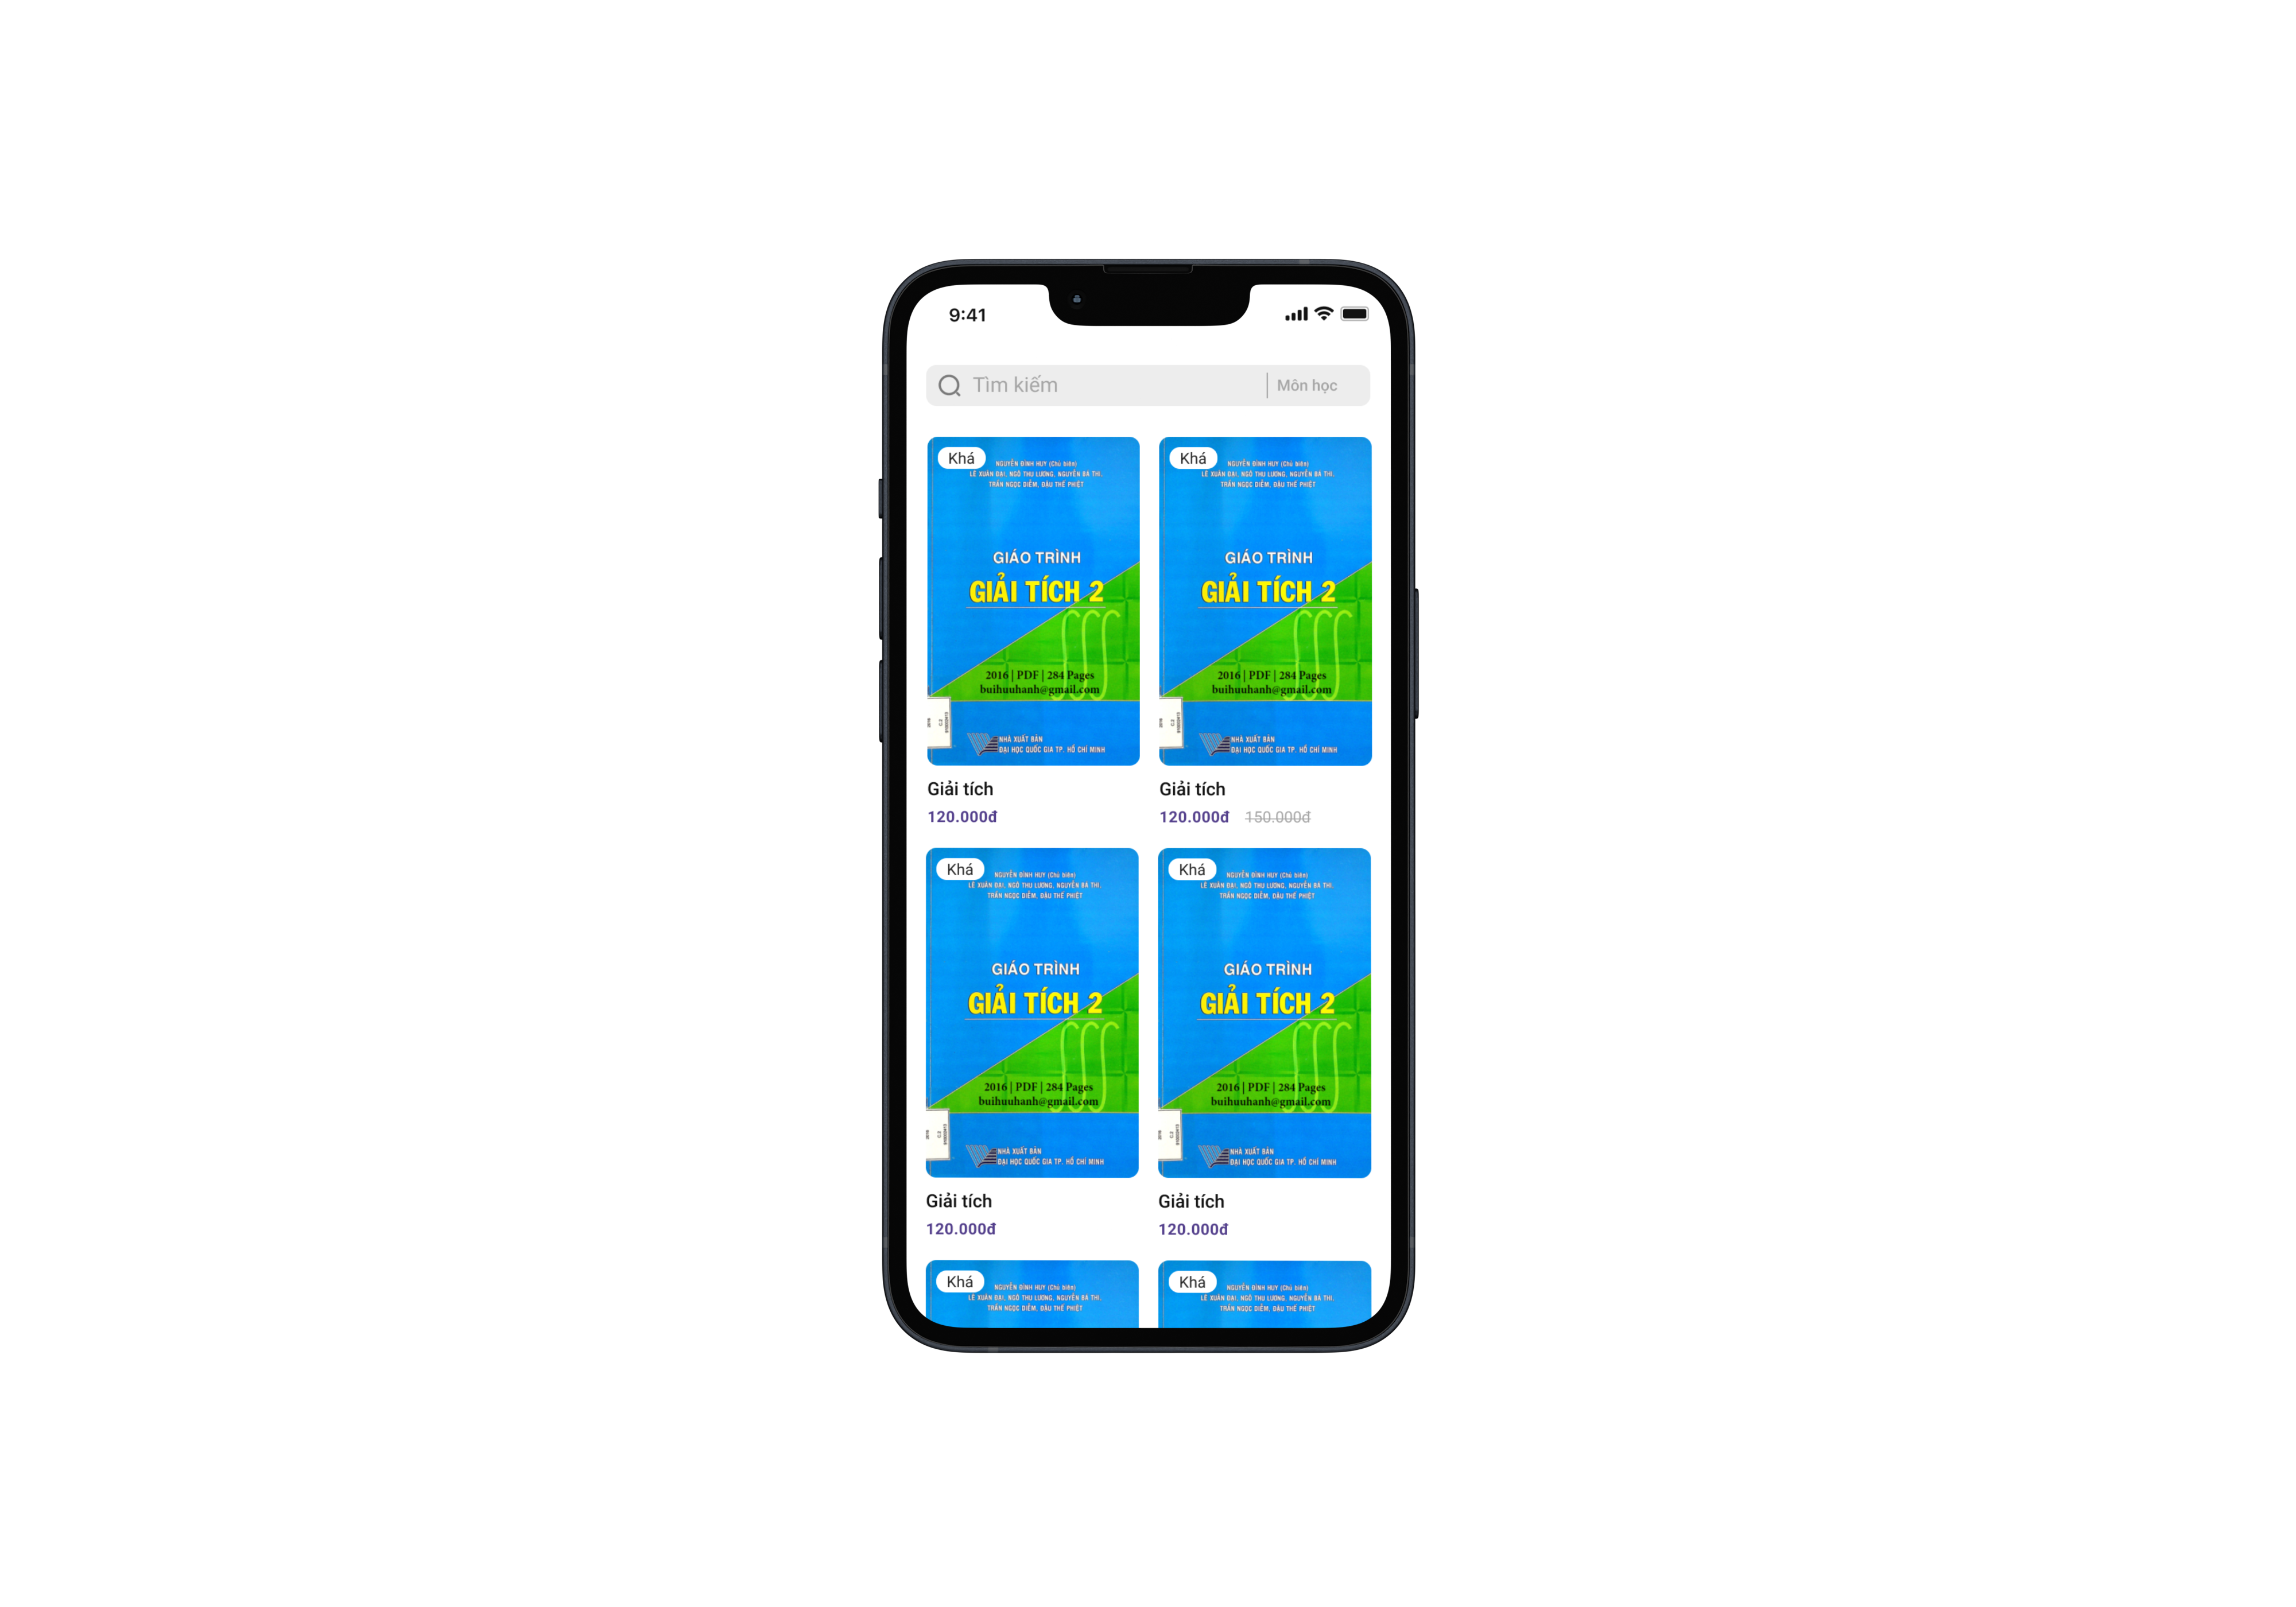 9:41
Tìm kiếm
Môn học
Khá
NGUYỄN ĐÌNH HUY (Chủ biên)
LÊ XUÂN ĐẠI, NGÔ THU LƯƠNG, NGUYỄN BÁ THI,
TRẦN NGỌC DIỄM, ĐẬU THẾ PHIỆT
GIÁO TRÌNH
GIẢI TÍCH 2
2016 | PDF | 284 Pages
buihuuhanh@gmail.com
2016
C.2
NHÀ XUẤT BẢN
ĐẠI HỌC QUỐC GIA TP. HỒ CHÍ MINH
Giải tích
120.000đ
Khá
NGUYỄN ĐÌNH HUY (Chủ biên)
LÊ XUÂN ĐẠI, NGÔ THU LƯƠNG, NGUYỄN BÁ THI,
TRẦN NGỌC DIỄM, ĐẬU THẾ PHIỆT
GIÁO TRÌNH
GIẢI TÍCH 2
2016 | PDF | 284 Pages
buihuuhanh@gmail.com
2016
C.2
NHÀ XUẤT BẢN
ĐẠI HỌC QUỐC GIA TP. HỒ CHÍ MINH
Giải tích
120.000đ 150.000đ
Khá
NGUYỄN ĐÌNH HUY (Chủ biên)
LÊ XUÂN ĐẠI, NGÔ THU LƯƠNG, NGUYỄN BÁ THI,
TRẦN NGỌC DIỄM, ĐẬU THẾ PHIỆT
GIÁO TRÌNH
GIẢI TÍCH 2
2016 | PDF | 284 Pages
buihuuhanh@gmail.com
2016
C.2
NHÀ XUẤT BẢN
ĐẠI HỌC QUỐC GIA TP. HỒ CHÍ MINH
Giải tích
120.000đ
Khá
NGUYỄN ĐÌNH HUY (Chủ biên)
LÊ XUÂN ĐẠI, NGÔ THU LƯƠNG, NGUYỄN BÁ THI,
TRẦN NGỌC DIỄM, ĐẬU THẾ PHIỆT
GIÁO TRÌNH
GIẢI TÍCH 2
2016 | PDF | 284 Pages
buihuuhanh@gmail.com
2016
C.2
NHÀ XUẤT BẢN
ĐẠI HỌC QUỐC GIA TP. HỒ CHÍ MINH
Giải tích
120.000đ
Khá
NGUYỄN ĐÌNH HUY (Chủ biên)
LÊ XUÂN ĐẠI, NGÔ THU LƯƠNG, NGUYỄN BÁ THI,
TRẦN NGỌC DIỄM, ĐẬU THẾ PHIỆT
Khá
NGUYỄN ĐÌNH HUY (Chủ biên)
LÊ XUÂN ĐẠI, NGÔ THU LƯƠNG, NGUYỄN BÁ THI,
TRẦN NGỌC DIỄM, ĐẬU THẾ PHIỆT